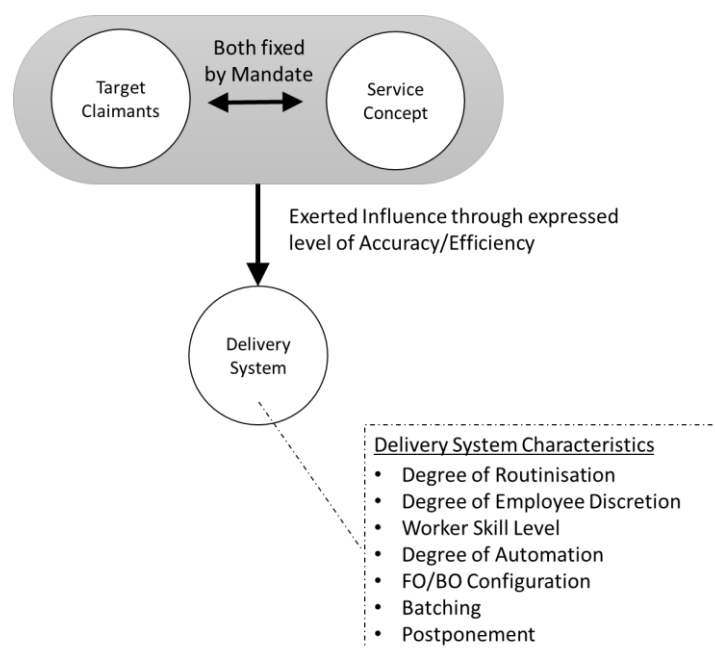 Both fixed
by Mandate
Target
Claimants
Service
Concept
Exerted Influence through expressed
level of Accuracy/Efficiency
Delivery
System
Delivery System Characteristics
• Degree of Routinisation
• Degree of Employee Discretion
• Worker Skill Level
• Degree of Automation
• FO/BO Configuration
• Batching
• Postponement